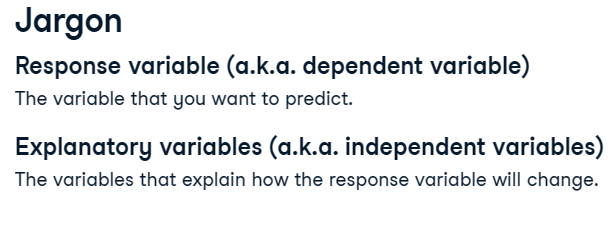 Jargon
Response variable (a.k.a. dependent variable)
The variable that you want to predict.
Explanatory variables (a.k.a. independent variables)
The variables that explain how the response variable will change.